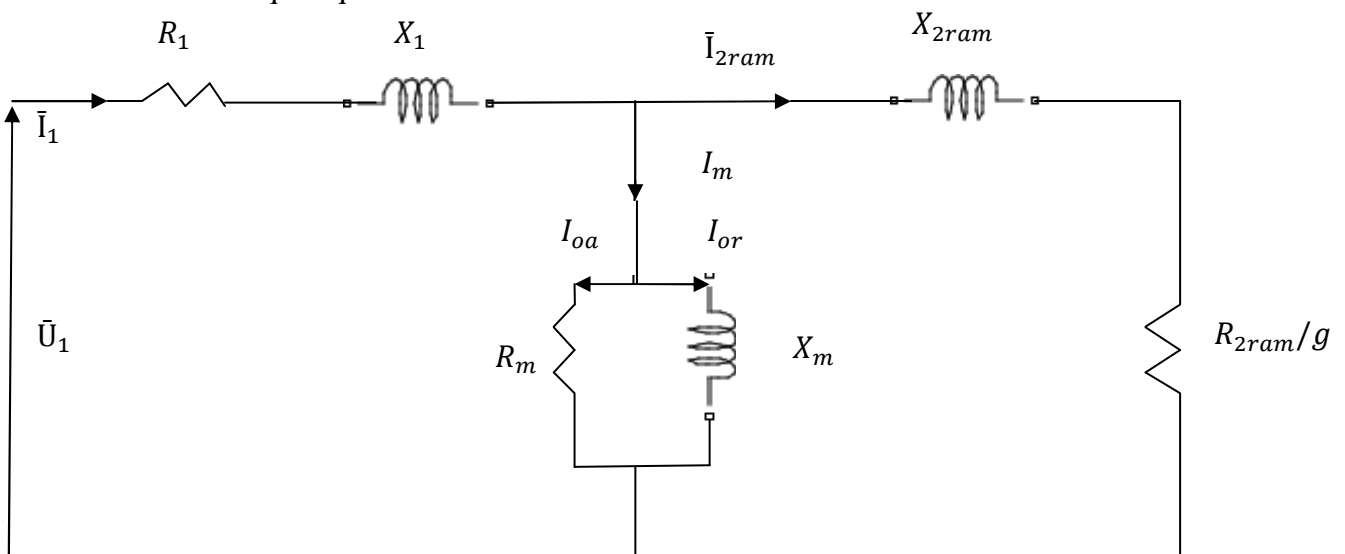 R₁
X₁
Ī₂ᵣₐₘ
X₂ᵣₐₘ
Ī₁
Iₘ
Iₒₐ
Iₒᵣ
Ū₁
Rₘ
Xₘ
R₂ᵣₐₘ/g